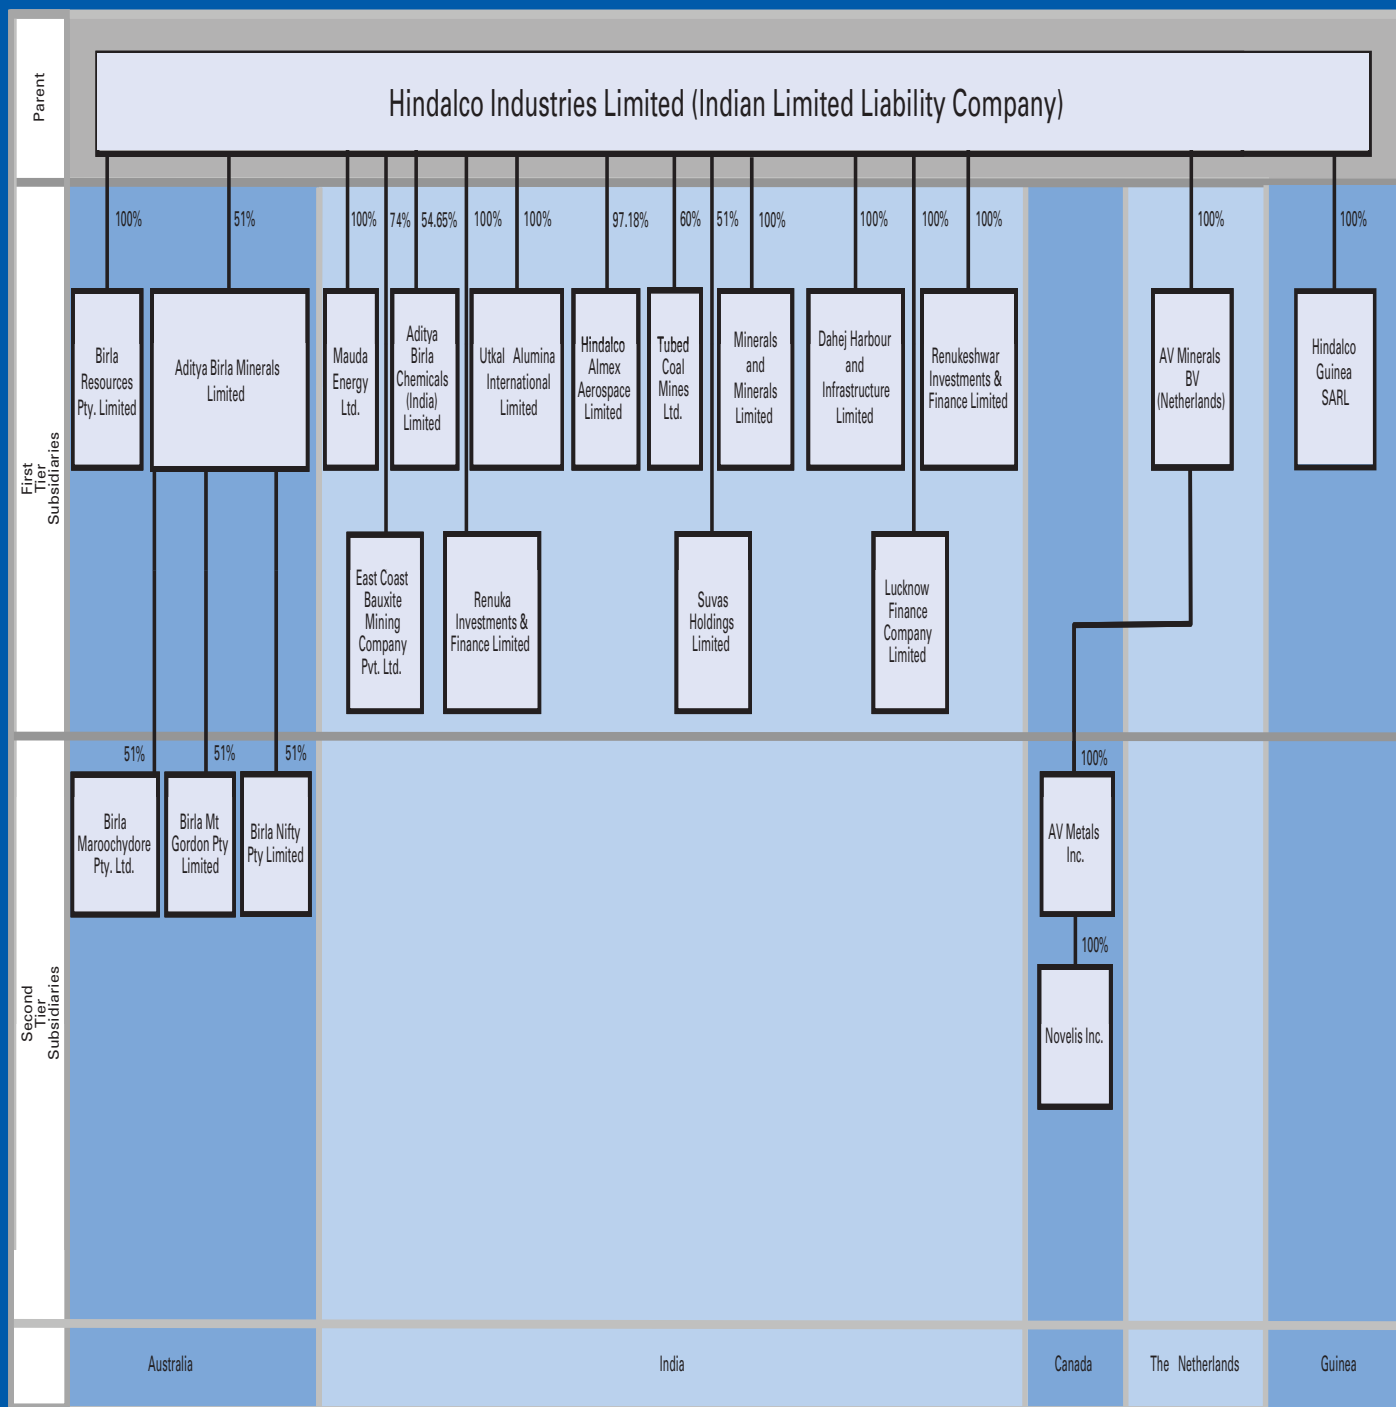 Parent
Hindalco Industries Limited (Indian Limited Liability Company)
First
Tier
Subsidiaries
100%
51%
100%
74%
54.65%
100%
100%
97.18%
60%
51%
100%
100%
100%
100%
100%
100%
Birla
Resources
Pty. Limited
Aditya Birla Minerals
Limited
Mauda
Energy
Ltd.
Aditya
Birla
Chemicals
(India)
Limited
Utkal Alumina
International
Limited
Hindalco
Almex
Aerospace
Limited
Tubed
Coal
Mines
Ltd.
Minerals
and
Minerals
Limited
Dahej Harbour
and
Infrastructure
Limited
Renukeshwar
Investments &
Finance Limited
AV Minerals
BV
(Netherlands)
Hindalco
Guinea
SARL
East Coast
Bauxite
Mining
Company
Pvt. Ltd.
Renuka
Investments &
Finance Limited
Suvas
Holdings
Limited
Lucknow
Finance
Company
Limited
Second
Tier
Subsidiaries
51%
51%
51%
100%
Birla
Maroochydore
Pty. Ltd.
Birla Mt
Gordon Pty
Limited
Birla Nifty
Pty Limited
AV Metals
Inc.
100%
Novelis Inc.
Australia
India
Canada
The Netherlands
Guinea